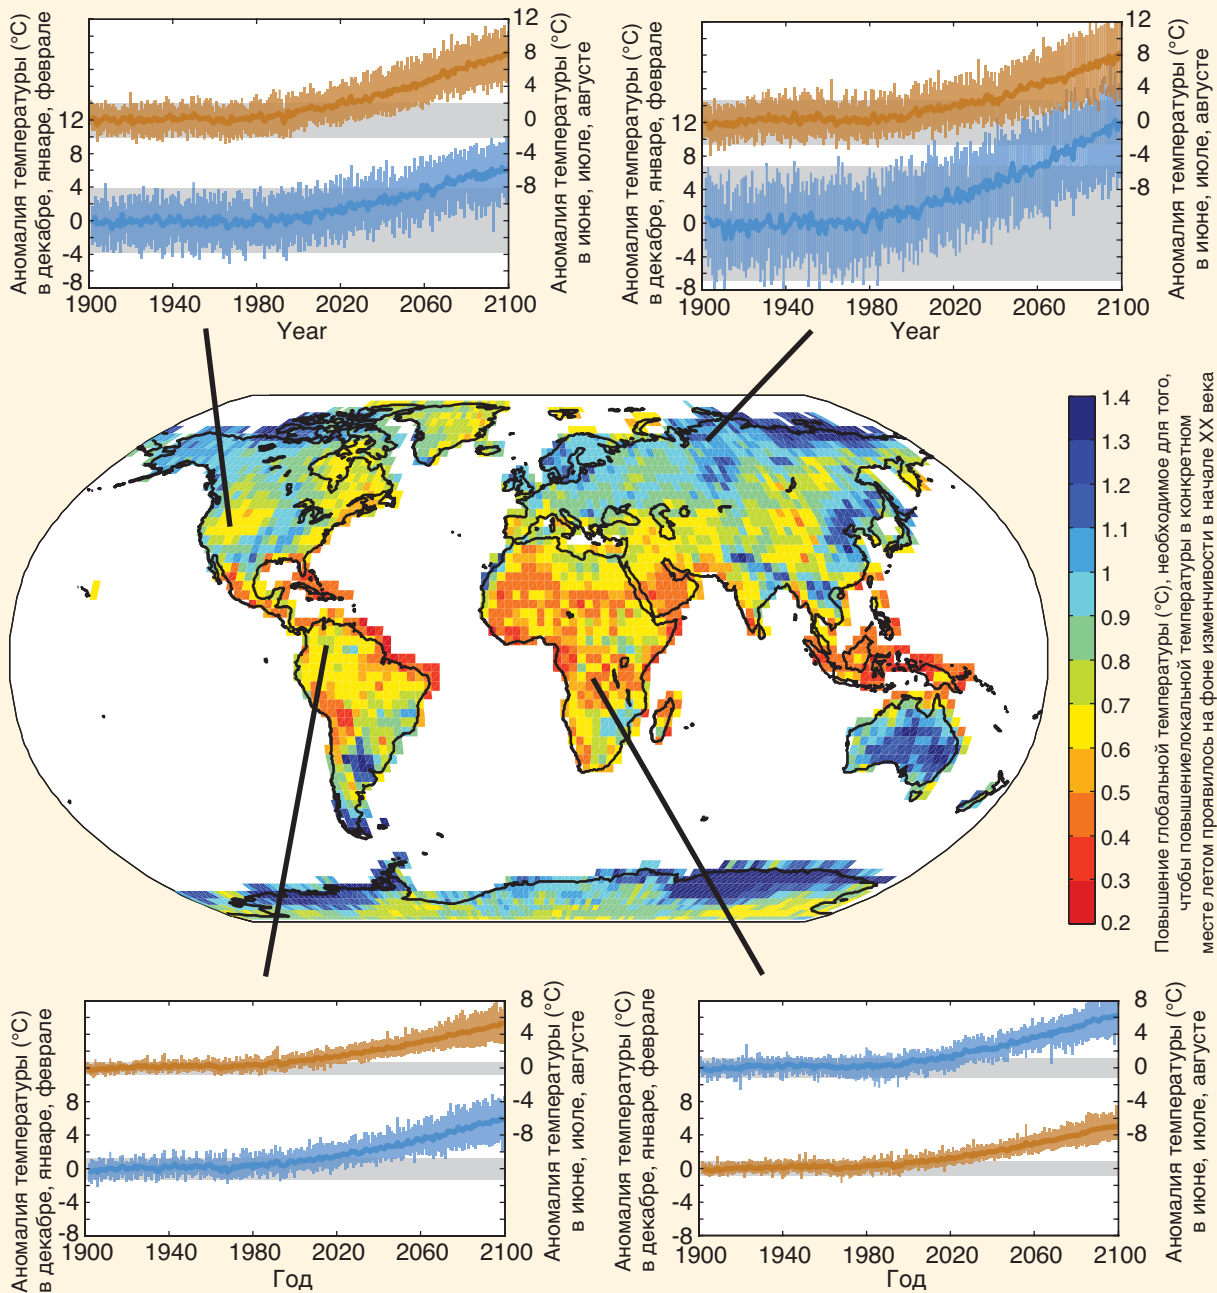 Аномалия температуры (°C)
в декабре, январе, феврале
12
8
4
0
-4
-8
12
8
4
0
-4
-8
Аномалия температуры (°C)
в июне, июле, августе
1900 1940 1980 2020 2060 2100
Year
Аномалия температуры (°C)
в декабре, январе, феврале
12
8
4
0
-4
-8
12
8
4
0
-4
-8
Аномалия температуры (°C)
в июне, июле, августе
1900 1940 1980 2020 2060 2100
Year
1.4
1.3
1.2
1.1
1
0.9
0.8
0.7
0.6
0.5
0.4
0.3
0.2
Повышение глобальной температуры (°C), необходимое для того,
чтобы повышениелокальной температуры в конкретном
месте летом проявилось на фоне изменчивости в начале XX века
Аномалия температуры (°C)
в декабре, январе, феврале
8
4
0
-4
-8
8
4
0
-4
-8
Аномалия температуры (°C)
в июне, июле, августе
1900 1940 1980 2020 2060 2100
Год
Аномалия температуры (°C)
в декабре, январе, феврале
8
4
0
-4
-8
8
4
0
-4
-8
Аномалия температуры (°C)
в июне, июле, августе
1900 1940 1980 2020 2060 2100
Год